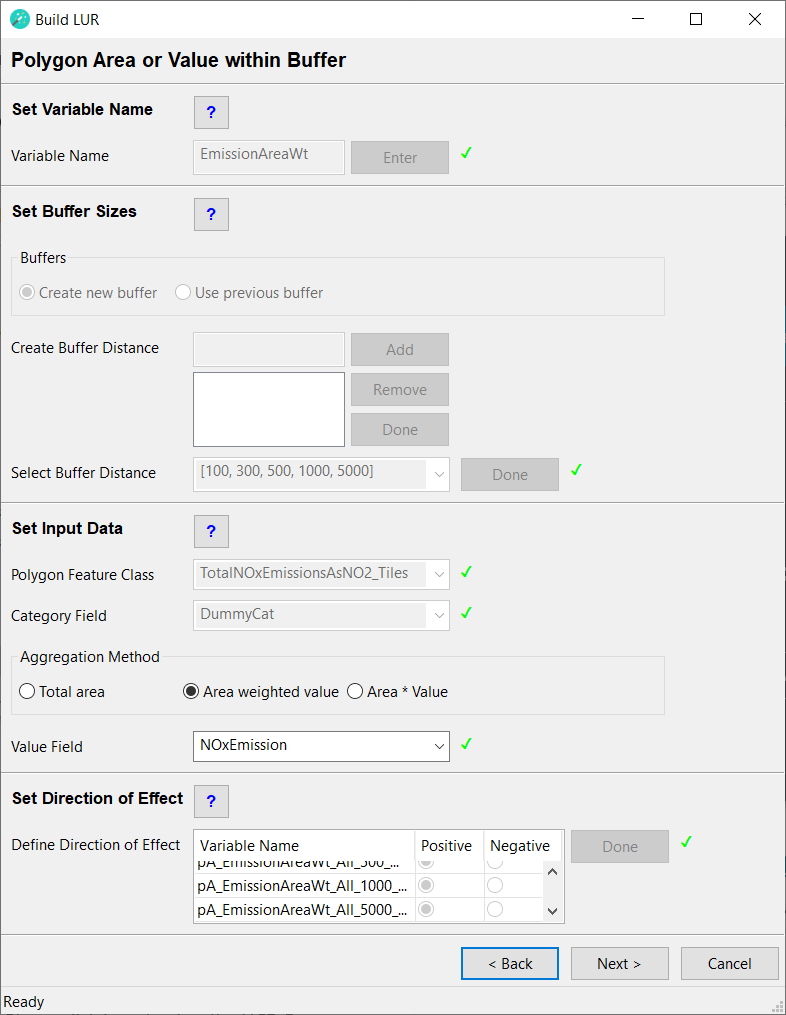 Build LUR
Polygon Area or Value within Buffer
Set Variable Name ?
Variable Name EmissionAreaWt Enter
Set Buffer Sizes ?
Buffers
Create new buffer Use previous buffer
Create Buffer Distance Add
Remove
Done
Select Buffer Distance [100, 300, 500, 1000, 5000] Done
Set Input Data ?
Polygon Feature Class TotalNOxEmissionsAsNO2_Tiles
Category Field DummyCat
Aggregation Method
Total area Area weighted value Area * Value
Value Field NOxEmission
Set Direction of Effect ?
Define Direction of Effect Variable Name Positive Negative Done
pA_EmissionAreaWt_All_500_...
pA_EmissionAreaWt_All_1000_...
pA_EmissionAreaWt_All_5000_...
< Back Next > Cancel
Ready